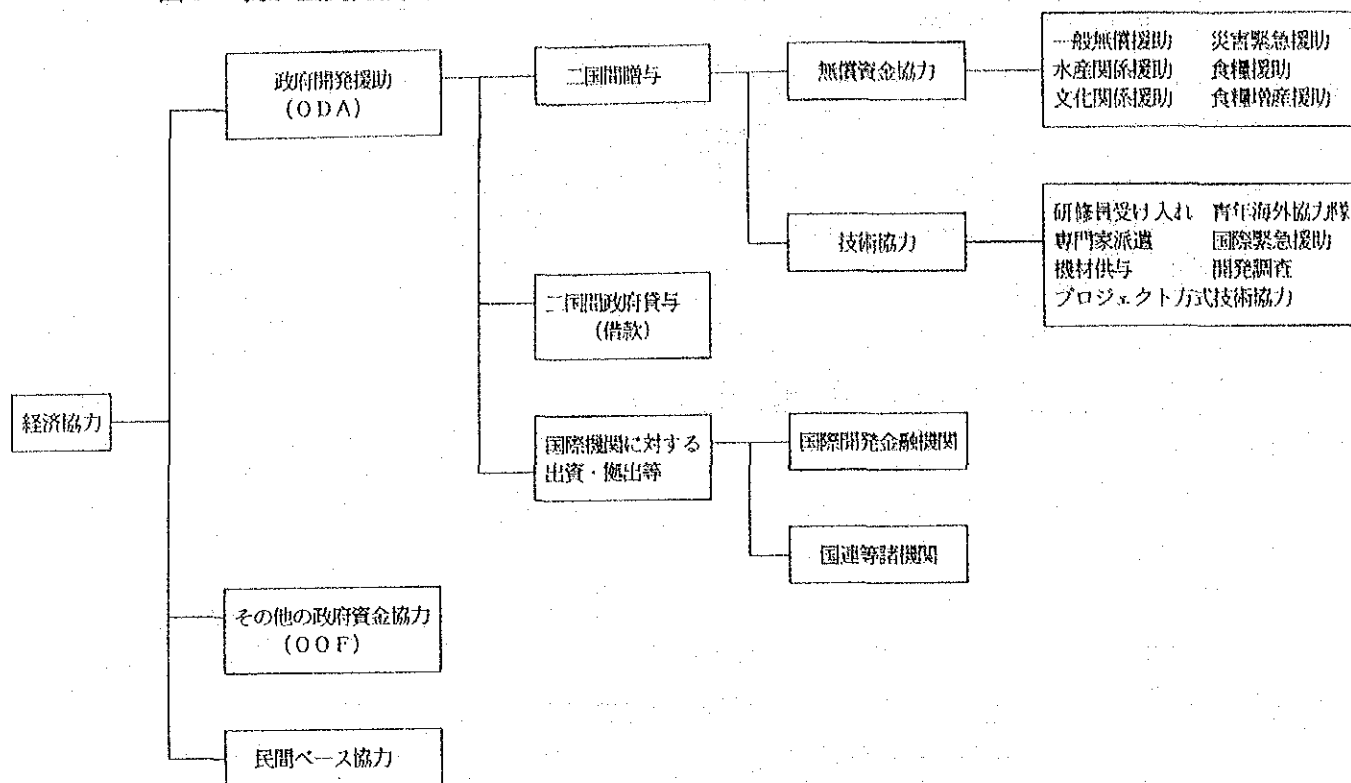 政府開発援助
(ODA)
二国間贈与
無償資金協力
一般無償援助 災害緊急援助
水産関係援助 食糧援助
文化関係援助 食糧増産援助
技術協力
研修員受け入れ 青年海外協力隊
専門家派遣 国際緊急援助
機材供与 開発調査
プロジェクト方式技術協力
二国間政府貸与
(借款)
経済協力
国際機関に対する
出資・拠出等
国際開発金融機関
国連等諸機関
その他の政府資金協力
(OOF)
民間ベース協力